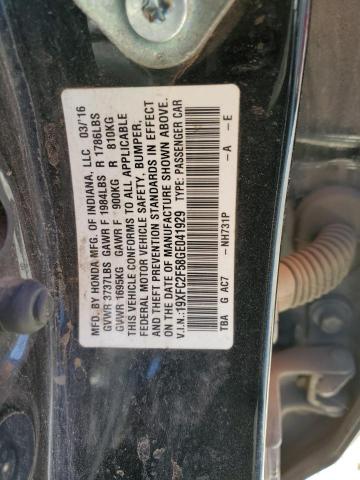 MFD. BY HONDA MFG. OF INDIANA, LLC 03/'16
GVWR 3737LBS GAWR F 1984LBS R 1786LBS
GVWR 1695KG GAWR F 900KG R 810KG
THIS VEHICLE CONFORMS TO ALL APPLICABLE
FEDERAL MOTOR VEHICLE SAFETY, BUMPER,
AND THEFT PREVENTION STANDARDS IN EFFECT
ON THE DATE OF MANUFACTURE SHOWN ABOVE.
V.I.N.:19XFC2F58GE041929 TYPE: PASSENGER CAR
TBA G AC7 - NH731P - A - E